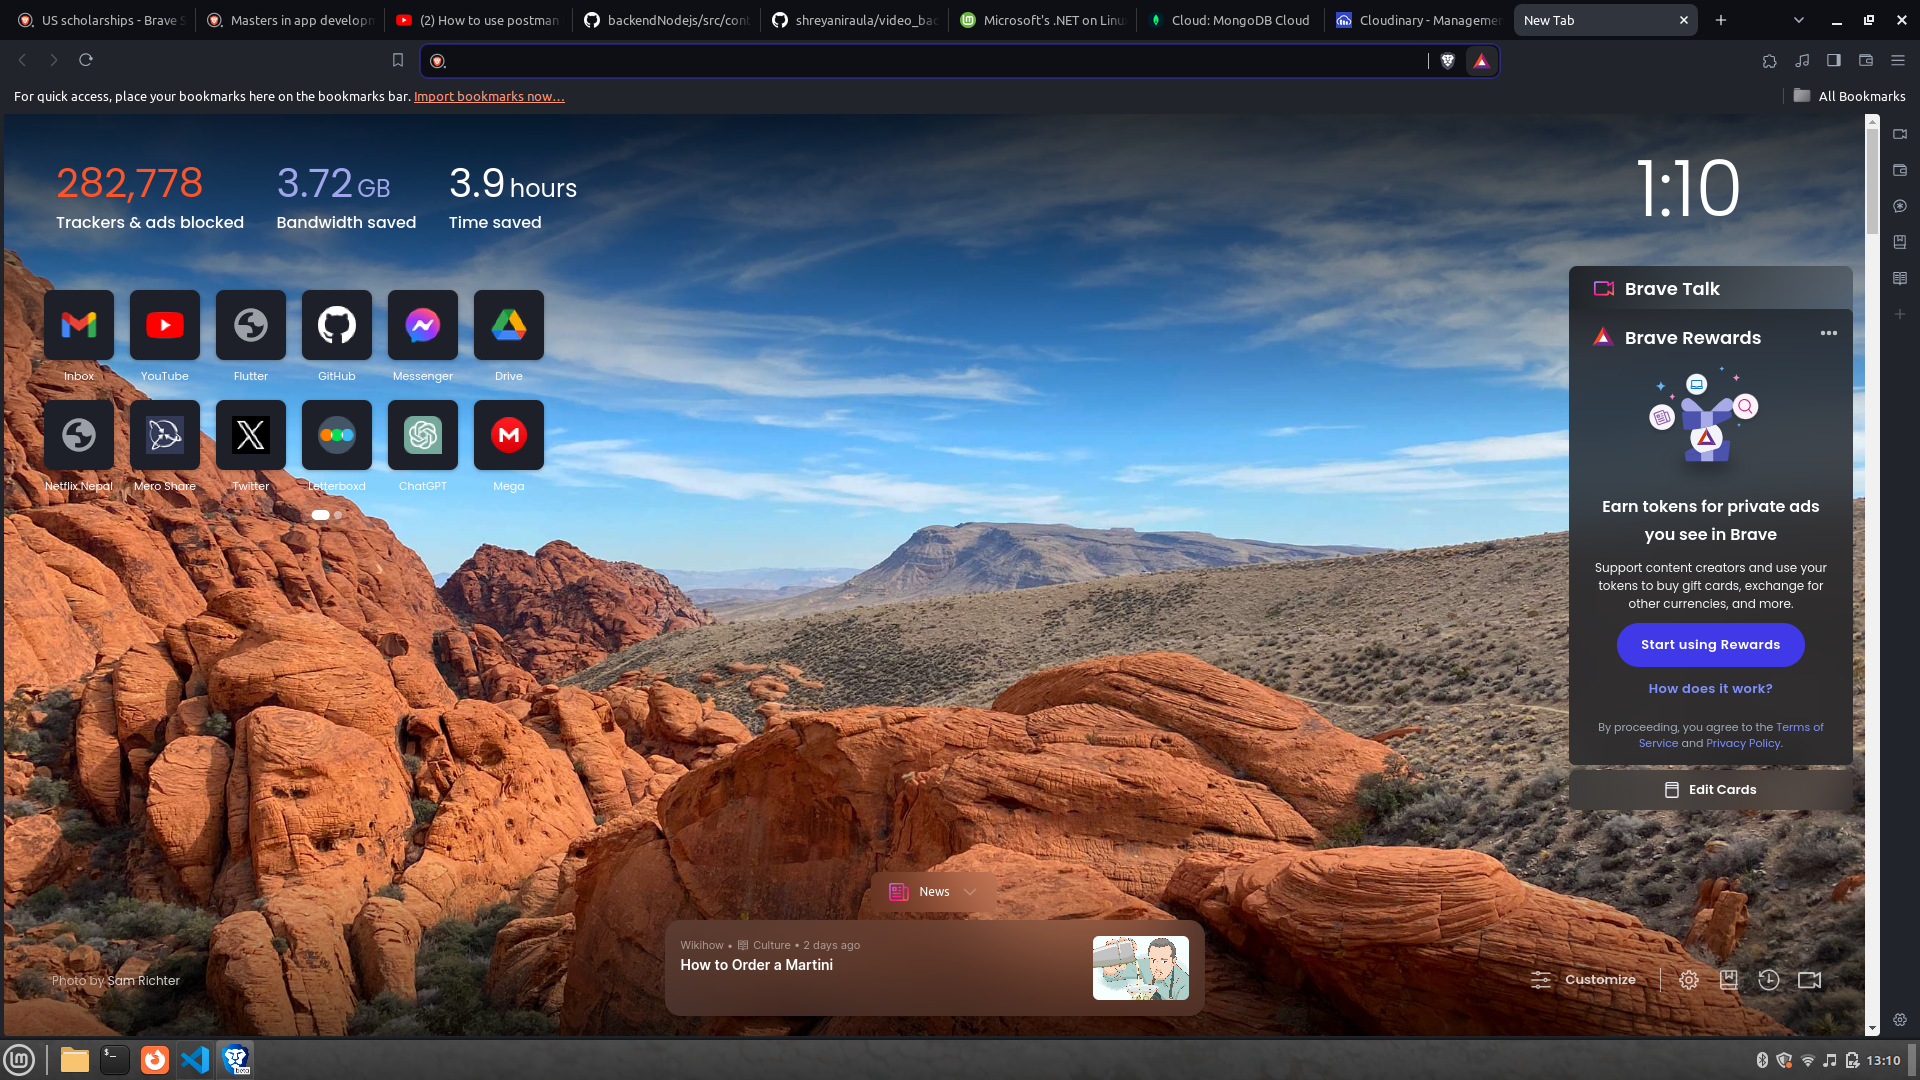 US scholarships - Brave S
Masters in app developm
(2) How to use postman
backendNodejs/src/cont
shreyaniraula/video_bac
Microsoft's .NET on Linu
Cloud: MongoDB Cloud
Cloudinary - Managemen
New Tab
For quick access, place your bookmarks here on the bookmarks bar. Import bookmarks now…
All Bookmarks
282,778
Trackers & ads blocked
3.72 GB
Bandwidth saved
3.9 hours
Time saved
1:10
Inbox
YouTube
Flutter
GitHub
Messenger
Drive
Netflix Nepal
Mero Share
Twitter
Letterboxd
ChatGPT
Mega
Brave Talk
Brave Rewards
Earn tokens for private ads
you see in Brave
Support content creators and use your
tokens to buy gift cards, exchange for
other currencies, and more.
Start using Rewards
How does it work?
By proceeding, you agree to the Terms of
Service and Privacy Policy.
Edit Cards
News
Wikihow • Culture • 2 days ago
How to Order a Martini
Photo by Sam Richter
Customize
beta
13:10